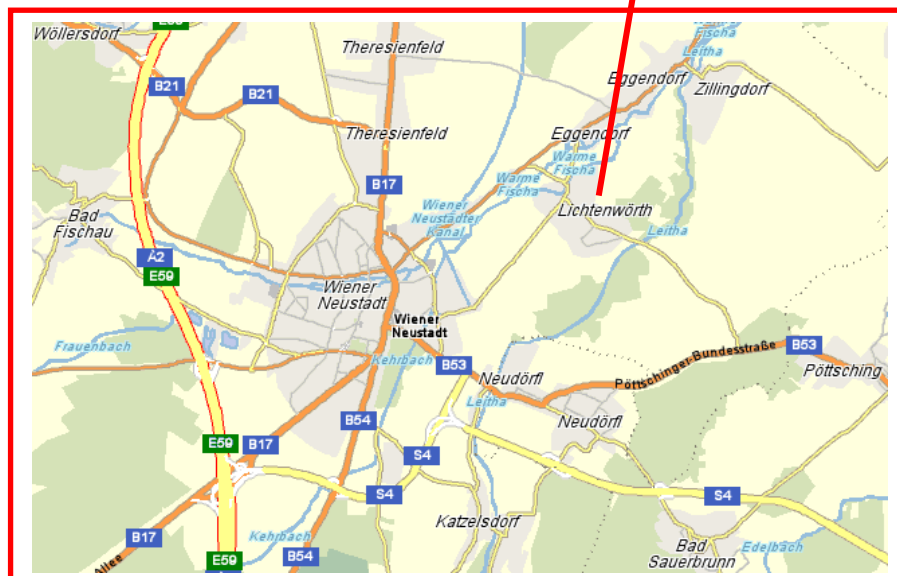 E59
Wöllersdorf
Theresienfeld
Warme
Fischa
Leitha
Eggendorf
Zillingdorf
B21
B21
Theresienfeld
Eggendorf
Warme
Fischa
B17
Warme
Fischa
Wiener
Neustädter
Kanal
Lichtenwörth
Leitha
Bad
Fischau
A2
E59
Wiener
Neustadt
Wiener
Neustadt
Frauenbach
Kehrbach
B53
Pöttschinger-Bundesstraße
B53
Pöttsching
Neudörfl
Leitha
Neudörfl
B54
E59
B17
S4
S4
S4
Katzelsdorf
B17
Kehrbach
B54
Bad
Sauerbrunn
Edelbach
E59
Allee